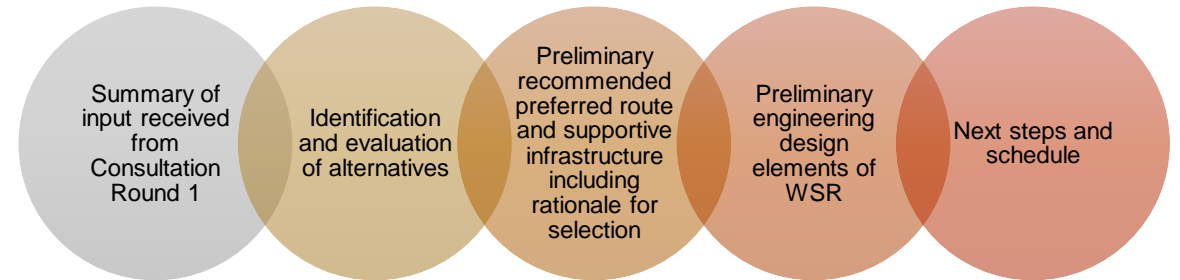 Summary of
input received
from
Consultation
Round 1
Identification
and evaluation
of alternatives
Preliminary
recommended
preferred route
and supportive
infrastructure
including
rationale for
selection
Preliminary
engineering
design
elements of
WSR
Next steps and
schedule